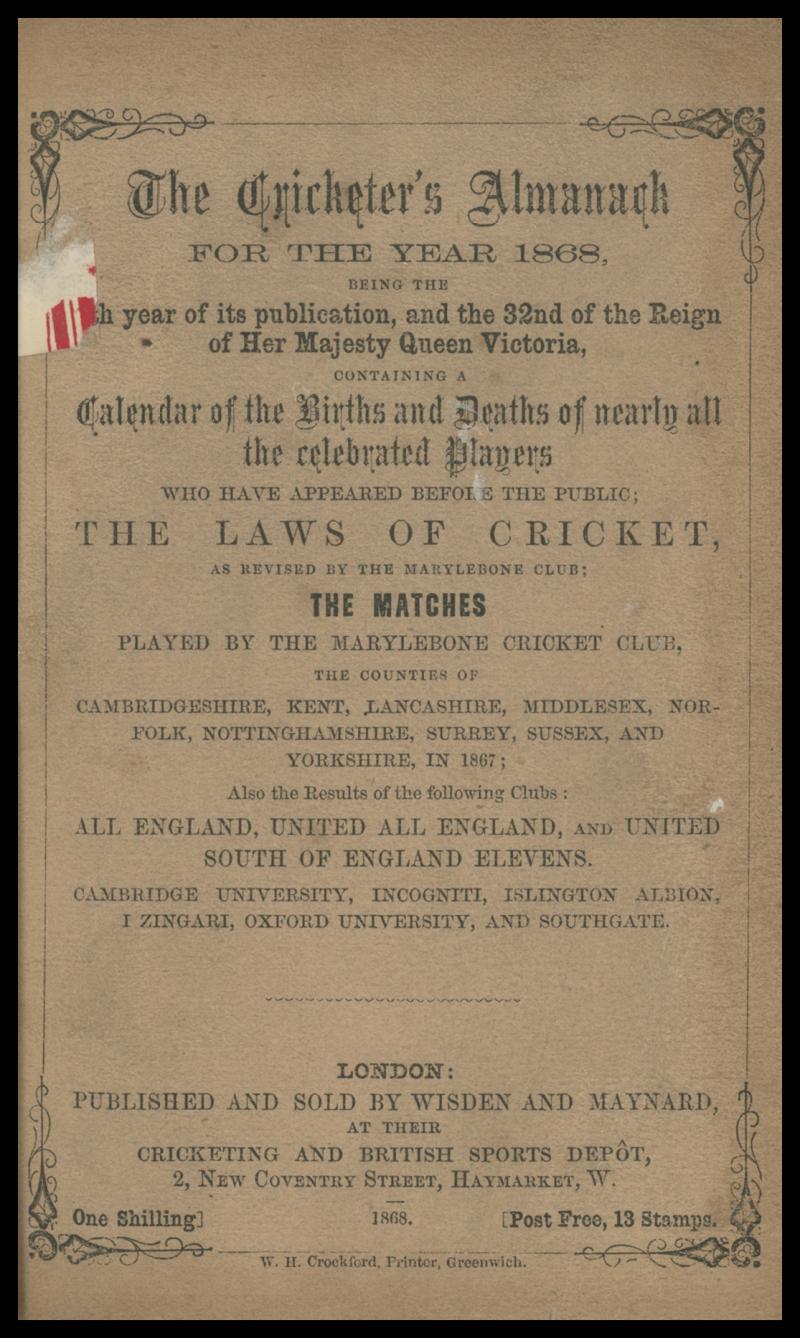 The Cricketer's Almanack
FOR THE YEAR 1868,
BEING THE
year of its publication, and the 32nd of the Reign
of Her Majesty Queen Victoria,
CONTAINING A
Calendar of the Births and Deaths of nearly all
the celebrated Players
WHO HAVE APPEARED BEFORE THE PUBLIC;
THE LAWS OF CRICKET,
AS REVISED BY THE MARYLEBONE CLUB;
THE MATCHES
PLAYED BY THE MARYLEBONE CRICKET CLUB,
THE COUNTIES OF
CAMBRIDGESHIRE, KENT, LANCASHIRE, MIDDLESEX, NOR-
FOLK, NOTTINGHAMSHIRE, SURREY, SUSSEX, AND
YORKSHIRE, IN 1867;
Also the Results of the following Clubs:
ALL ENGLAND, UNITED ALL ENGLAND, AND UNITED
SOUTH OF ENGLAND ELEVENS.
CAMBRIDGE UNIVERSITY, INCOGNITI, ISLINGTON ALBION,
I ZINGARI, OXFORD UNIVERSITY, AND SOUTHGATE.
LONDON:
PUBLISHED AND SOLD BY WISDEN AND MAYNARD,
AT THEIR
CRICKETING AND BRITISH SPORTS DEPÔT,
2, NEW COVENTRY STREET, HAYMARKET, W.
One Shilling] 1868. [Post Free, 13 Stamps.
W. H. Crockford, Printer, Greenwich.